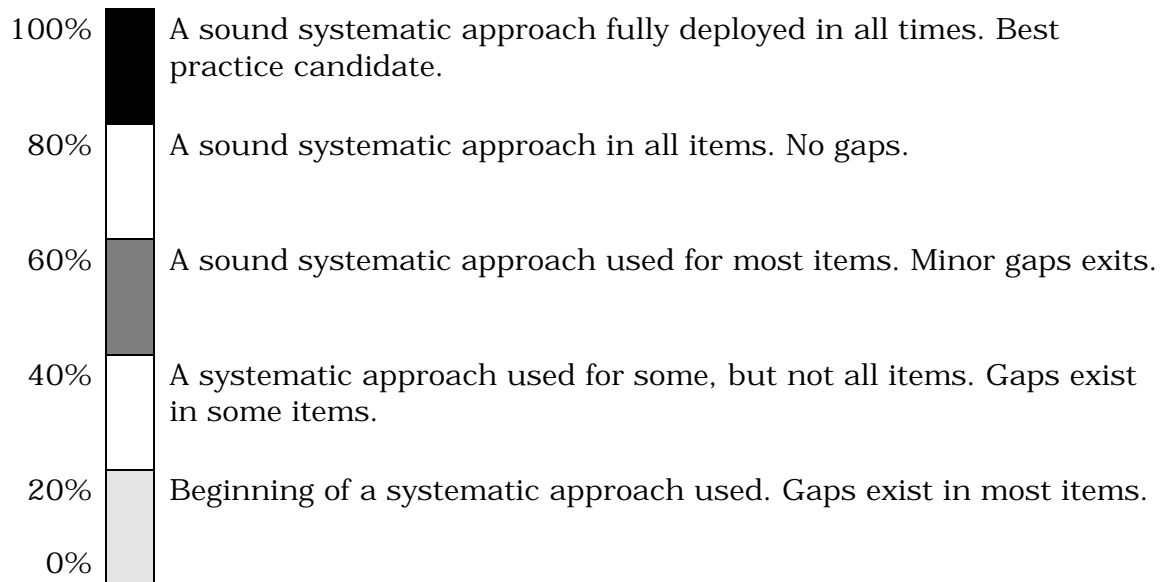 100% A sound systematic approach fully deployed in all times. Best
practice candidate.
80% A sound systematic approach in all items. No gaps.
60% A sound systematic approach used for most items. Minor gaps exits.
40% A systematic approach used for some, but not all items. Gaps exist
in some items.
20% Beginning of a systematic approach used. Gaps exist in most items.
0%